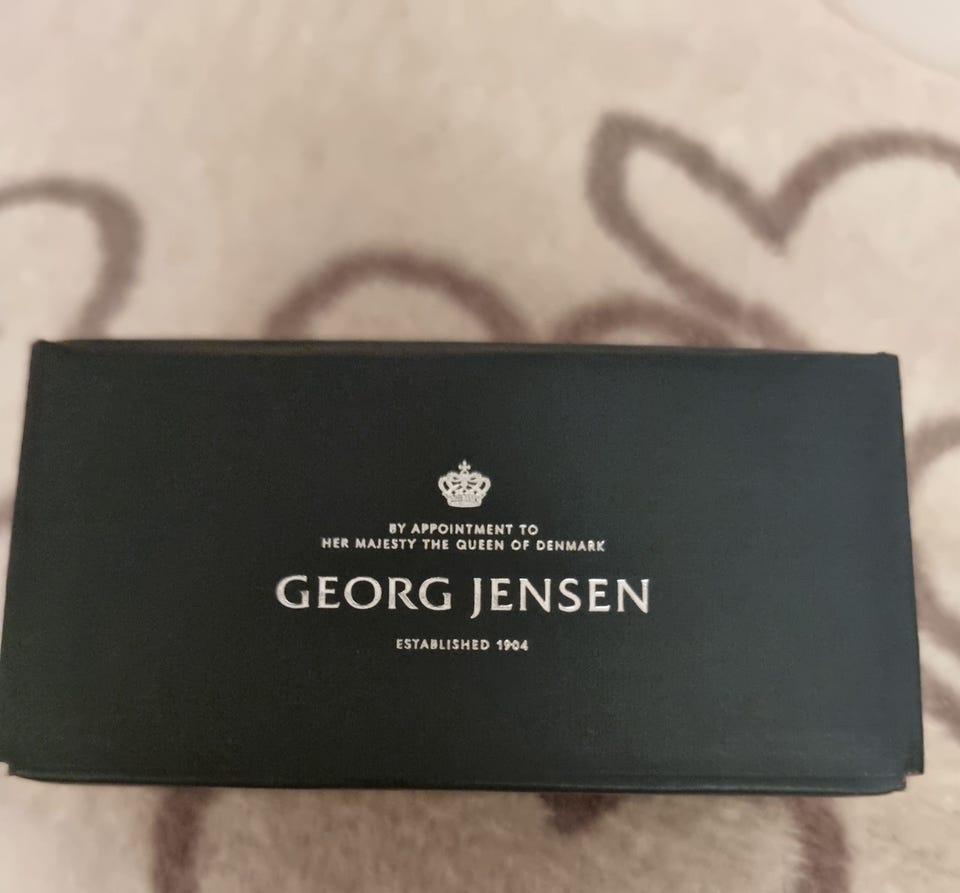 BY APPOINTMENT TO
HER MAJESTY THE QUEEN OF DENMARK
GEORG JENSEN
ESTABLISHED 1904